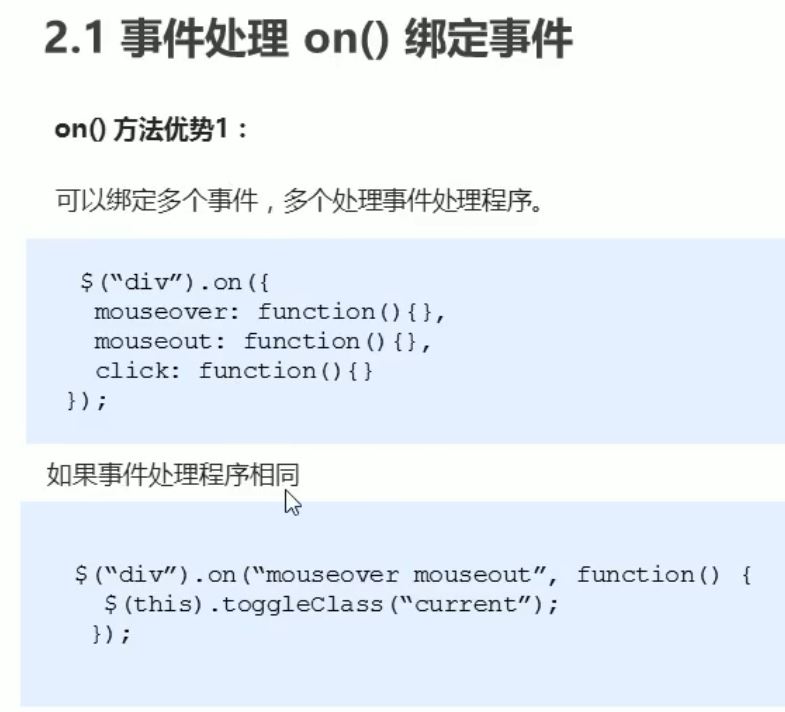 2.1 事件处理 on() 绑定事件
on() 方法优势1：
可以绑定多个事件，多个处理事件处理程序。
$(“div”).on({
mouseover: function(){},
mouseout: function(){},
click: function(){}
});
如果事件处理程序相同
$(“div”).on(“mouseover mouseout”, function() {
$(this).toggleClass(“current”);
});